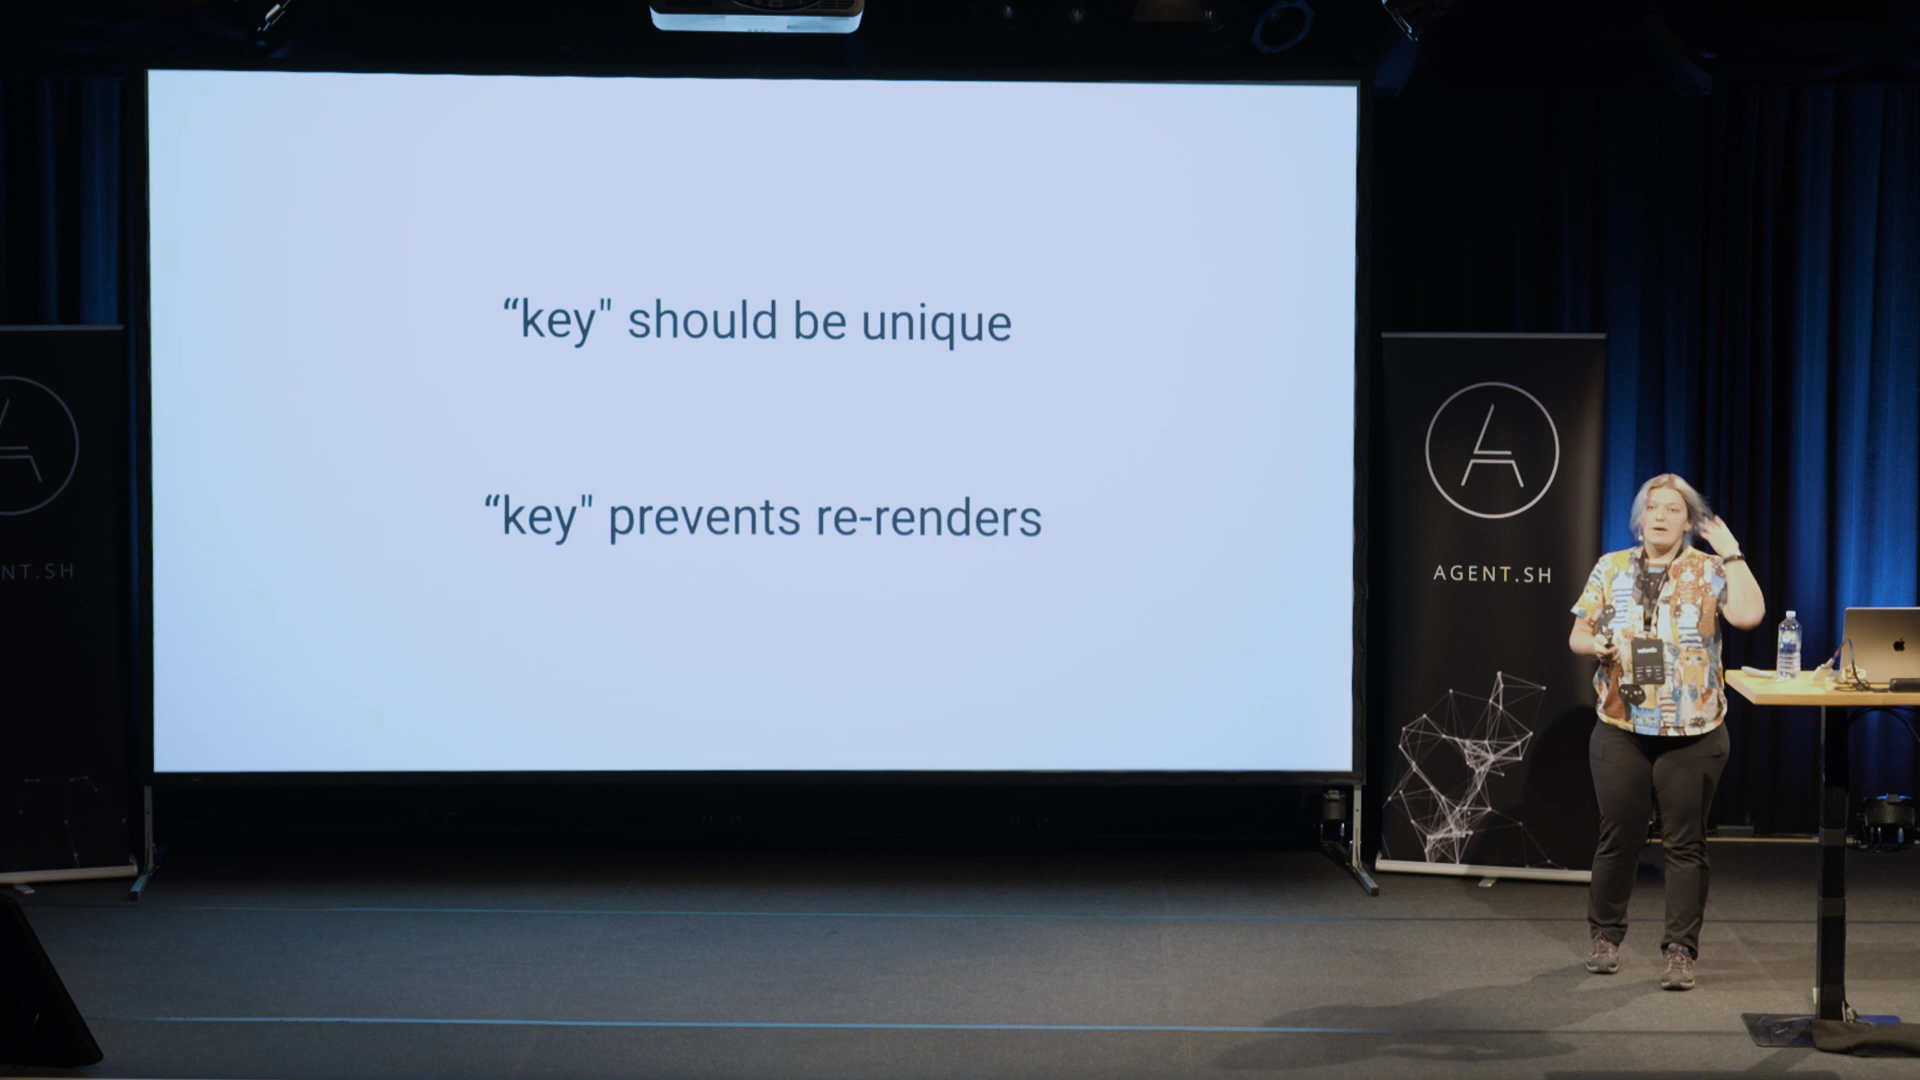 “key" should be unique
“key" prevents re-renders
NT.SH
AGENT.SH